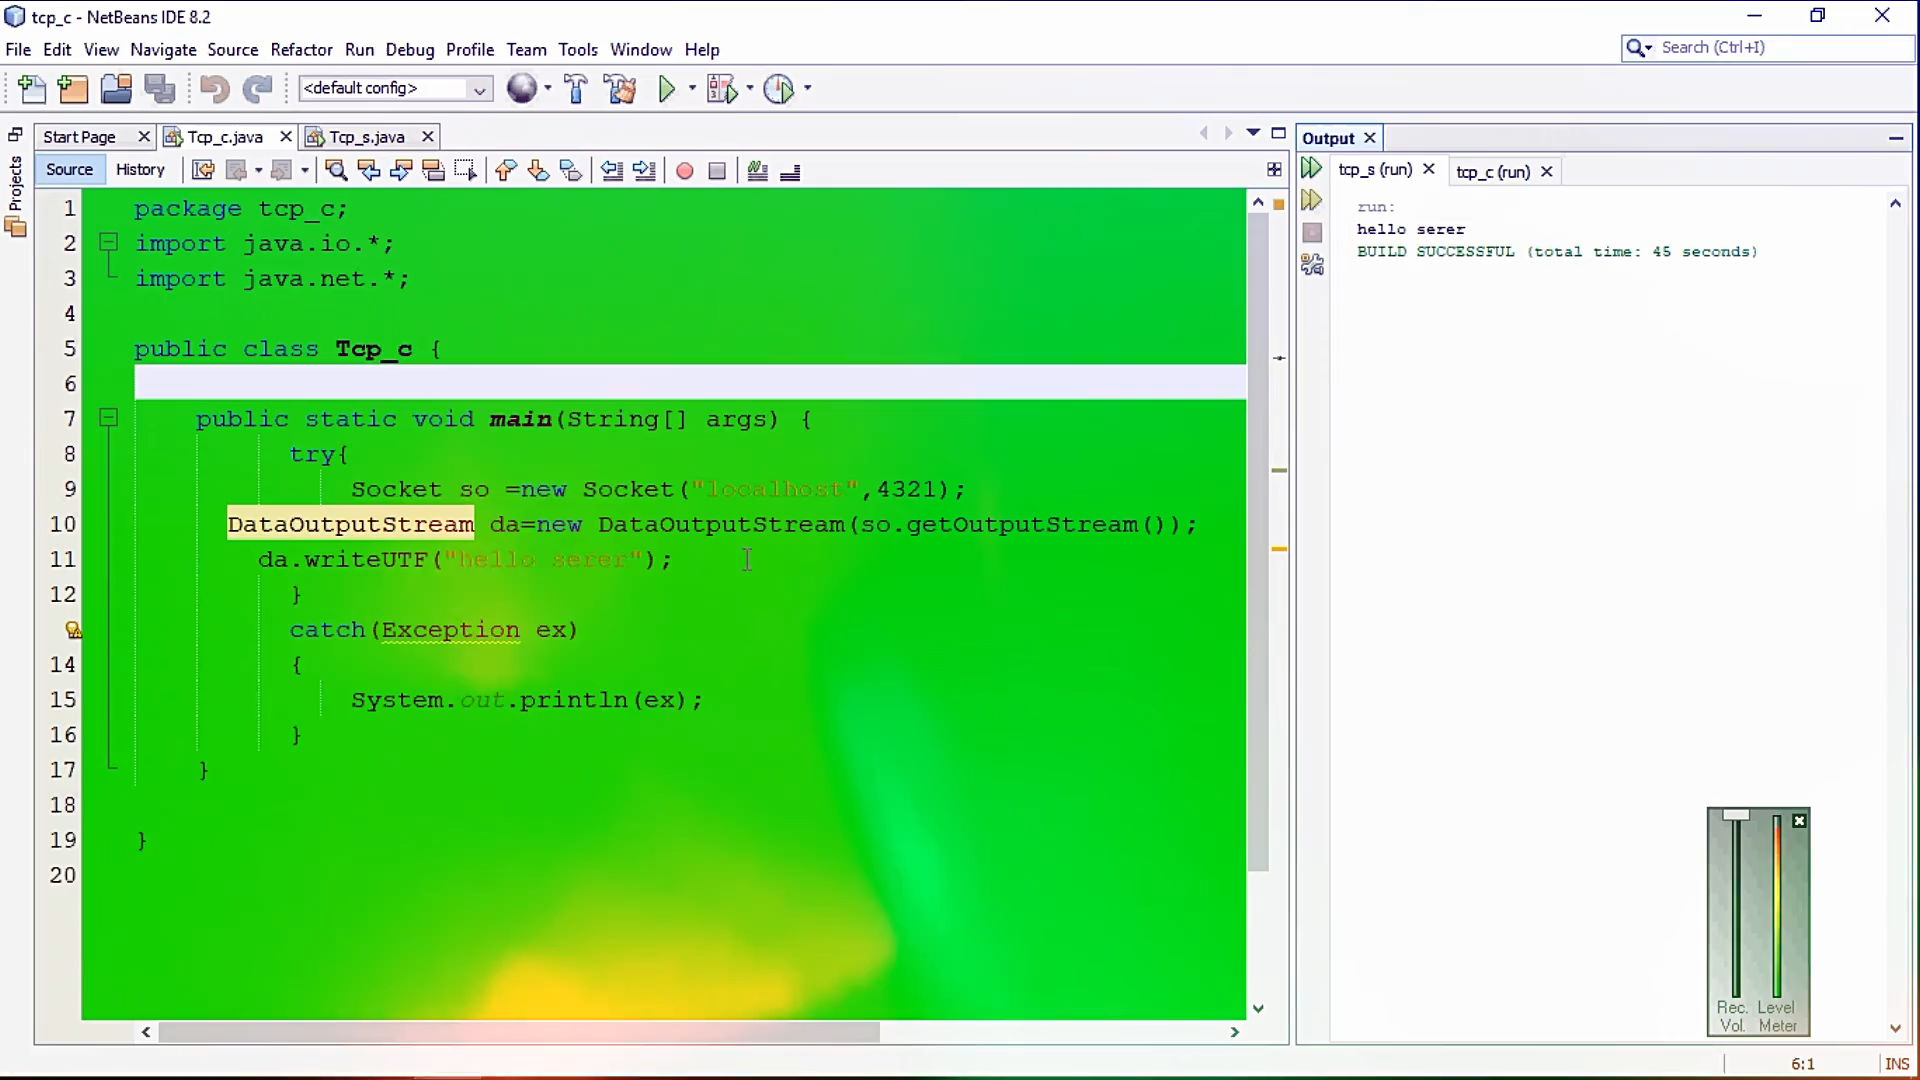 tcp_c - NetBeans IDE 8.2
File Edit View Navigate Source Refactor Run Debug Profile Team Tools Window Help
Search (Ctrl+I)
<default config>
Start Page Tcp_c.java Tcp_s.java
Source History
Projects
1 package tcp_c;
2 import java.io.*;
3 import java.net.*;
4
5 public class Tcp_c {
6
7 public static void main(String[] args) {
8 try{
9 Socket so =new Socket("localhost",4321);
10 DataOutputStream da=new DataOutputStream(so.getOutputStream());
11 da.writeUTF("hello serer");
12 }
catch(Exception ex)
14 {
15 System.out.println(ex);
16 }
17 }
18
19 }
20
Output
tcp_s (run) tcp_c (run)
run:
hello serer
BUILD SUCCESSFUL (total time: 45 seconds)
Rec. Level
Vol. Meter
6:1 INS